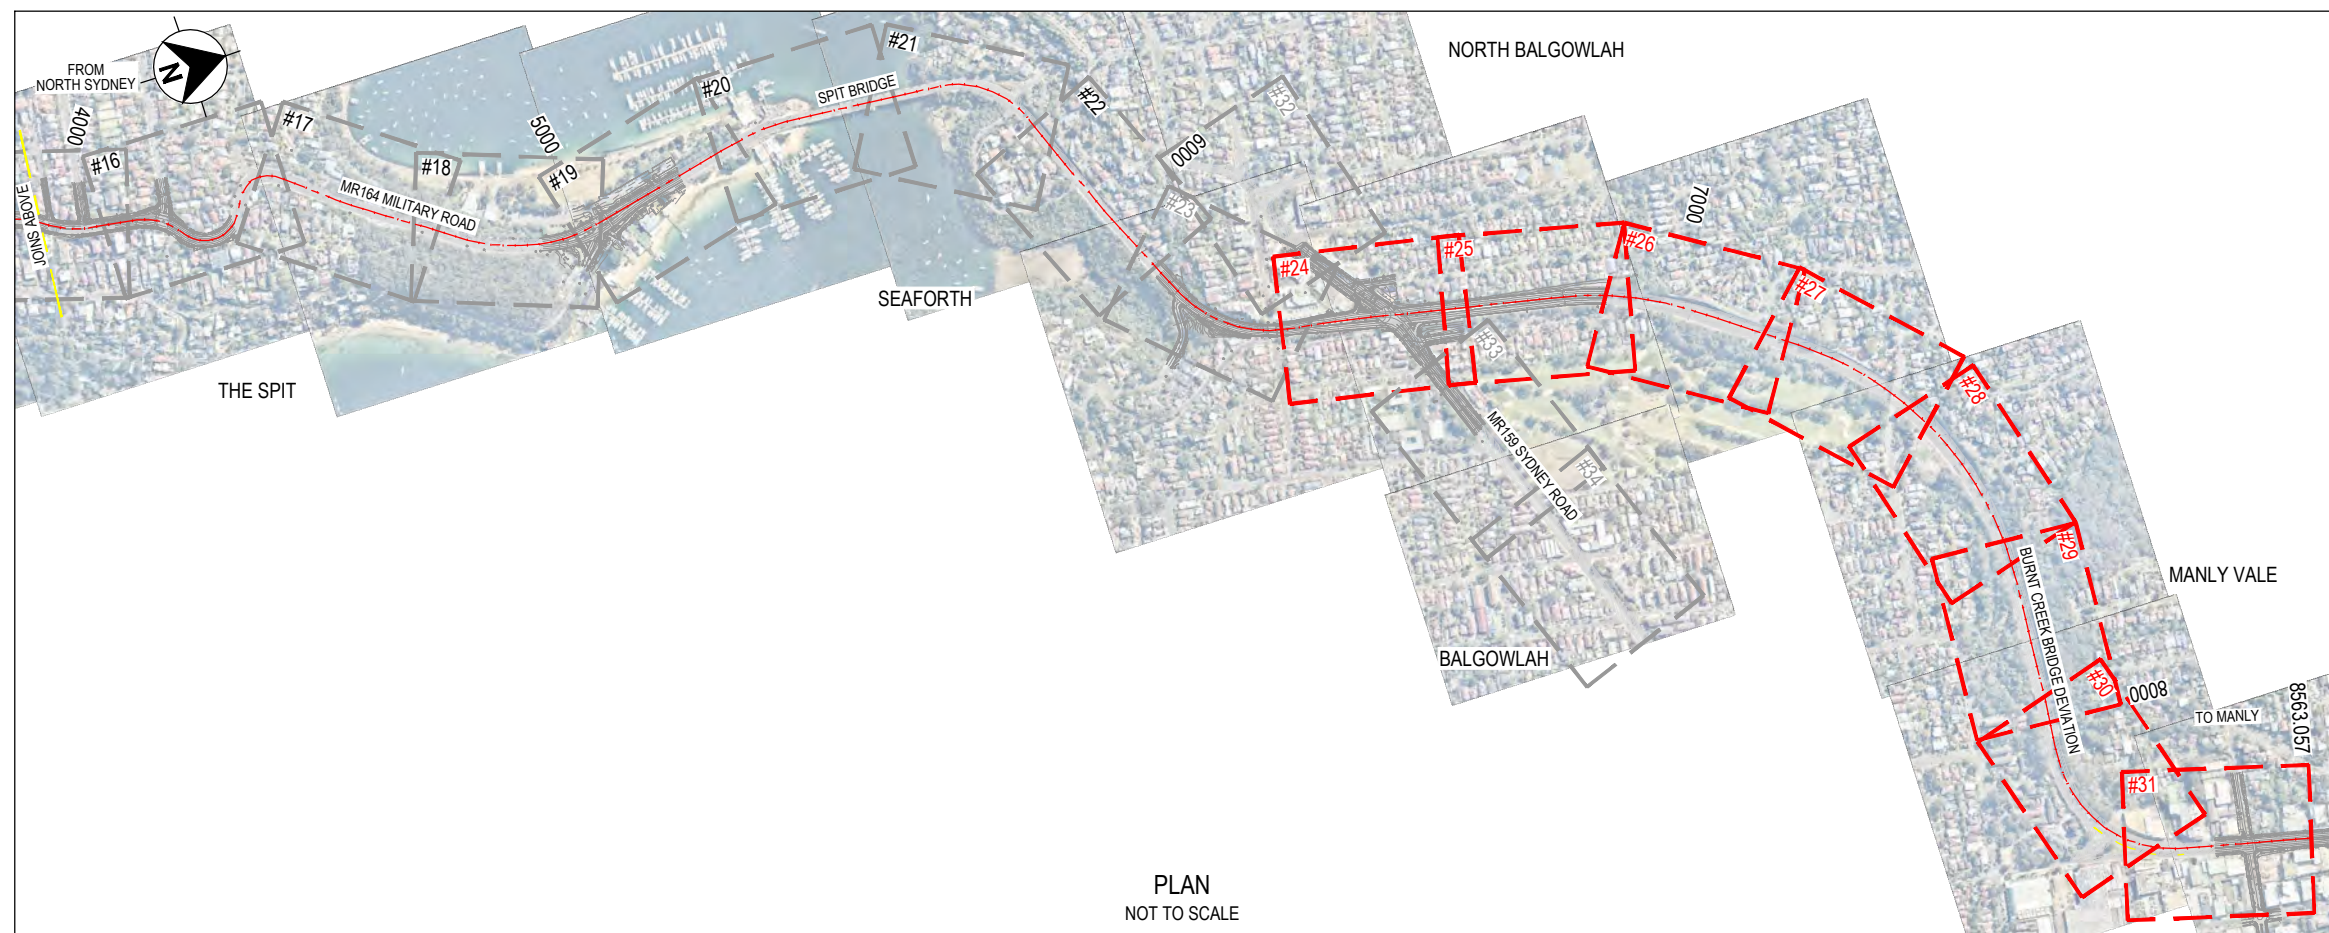 FROM
NORTH SYDNEY
N
4000
#16
JOINS ABOVE
#17
#18
MR164 MILITARY ROAD
5000
#19
#20
SPIT BRIDGE
#21
#22
6000
#32
#23
NORTH BALGOWLAH
THE SPIT
SEAFORTH
#24
#25
#26
7000
#27
#33
#28
MR159 SYDNEY ROAD
#34
BALGOWLAH
#29
BURNT CREEK BRIDGE DEVIATION
MANLY VALE
#30
8000
TO MANLY
8563.057
#31
PLAN
NOT TO SCALE